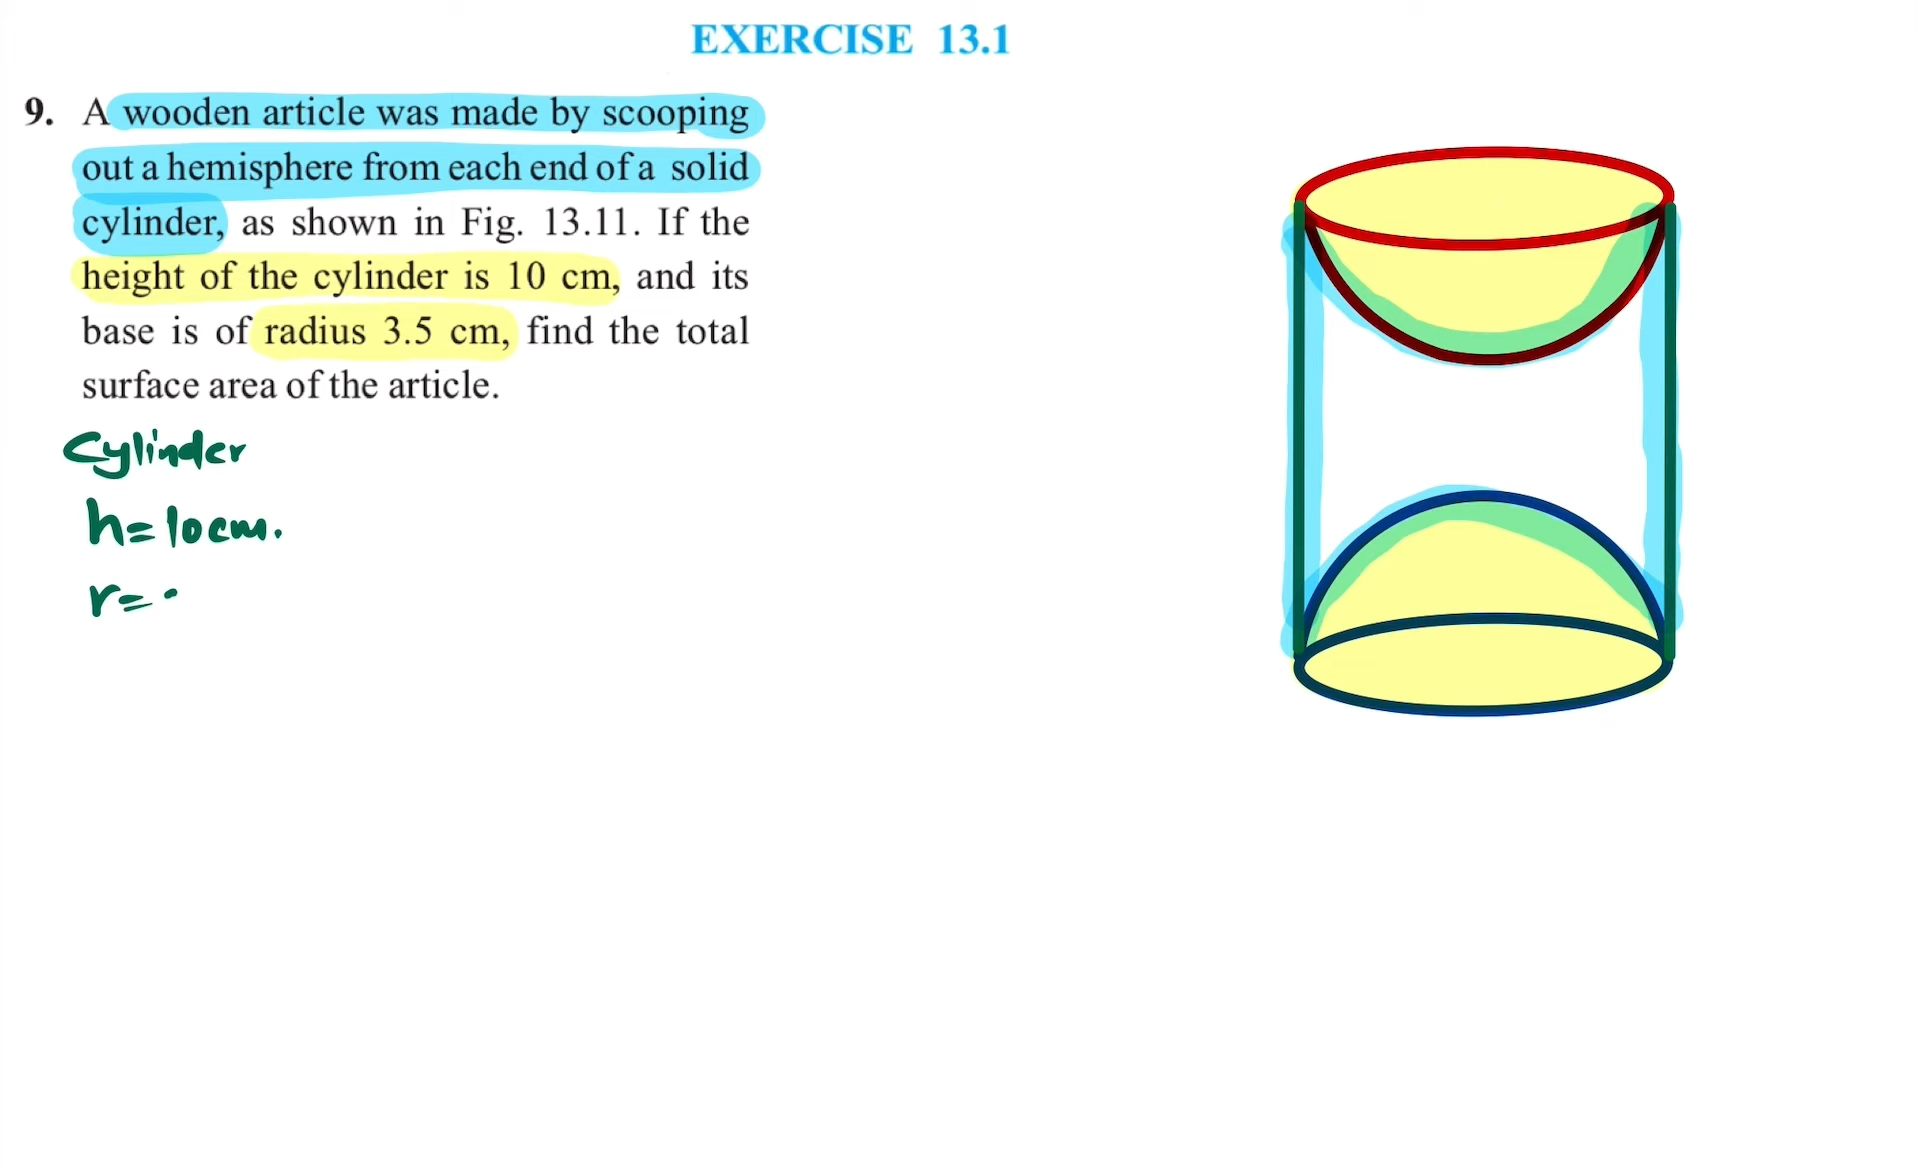 EXERCISE 13.1
9. A wooden article was made by scooping
out a hemisphere from each end of a solid
cylinder, as shown in Fig. 13.11. If the
height of the cylinder is 10 cm, and its
base is of radius 3.5 cm, find the total
surface area of the article.
Cylinder
h=10cm.
r=